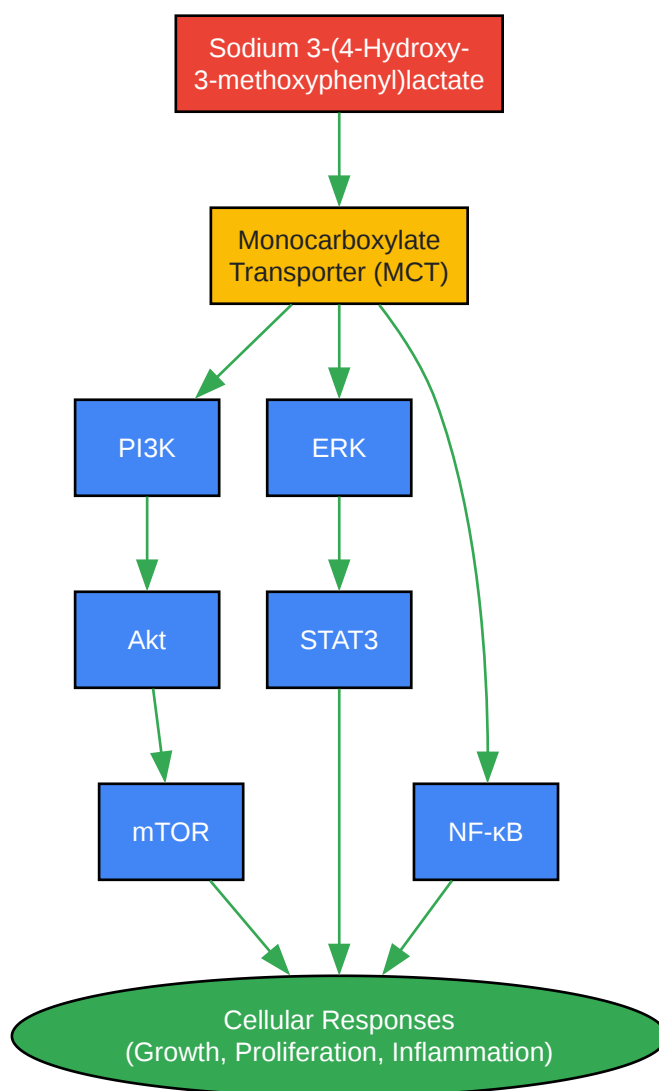 Sodium 3-(4-Hydroxy-
3-methoxyphenyl)lactate
Monocarboxylate
Transporter (MCT)
PI3K
ERK
Akt
STAT3
mTOR
NF-κB
Cellular Responses
(Growth, Proliferation, Inflammation)